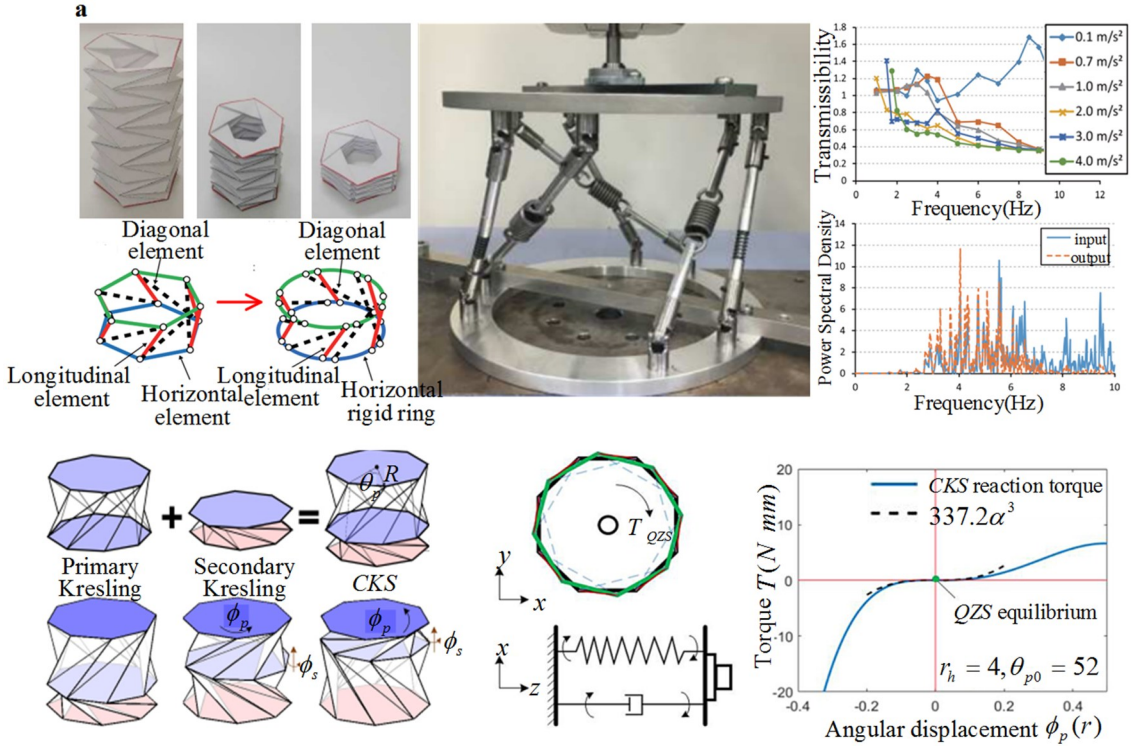 a
Diagonal
element
Diagonal
element
Longitudinal
element
Horizontal
element
Longitudinal
element
Horizontal
rigid ring
Transmissibility
1.8
1.6
1.4
1.2
1
0.8
0.6
0.4
0.2
0
0 2 4 6 8 10 12
Frequency(Hz)
0.1 m/s²
0.7 m/s²
1.0 m/s²
2.0 m/s²
3.0 m/s²
4.0 m/s²
Power Spectral Density
14
12
10
8
6
4
2
0
0 2 4 6 8 10
Frequency(Hz)
input
output
θp R
+ =
Primary
Kresling
Secondary
Kresling
CKS
ϕp
ϕs
ϕp
ϕs
T QZS
y
x
x
z
Torque T(N mm)
20
10
0
-10
-20
-0.4 -0.2 0 0.2 0.4
Angular displacement ϕp(r)
CKS reaction torque
337.2α³
QZS equilibrium
rh = 4, θp0 = 52